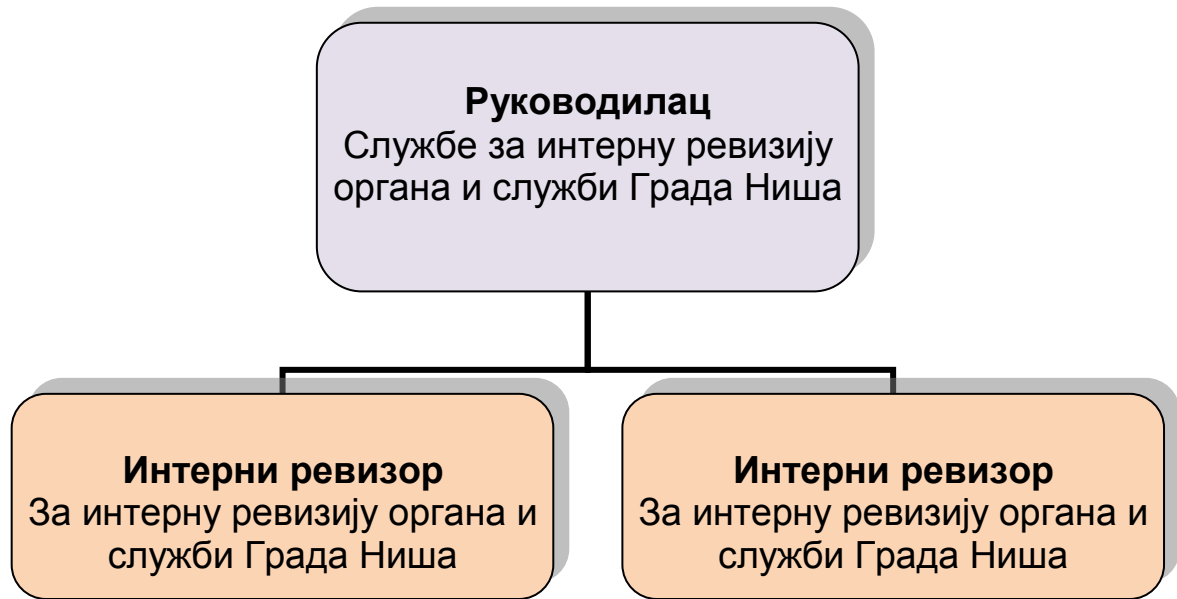 Руководилац
Службе за интерну ревизију
органа и служби Града Ниша
Интерни ревизор
За интерну ревизију органа и
служби Града Ниша
Интерни ревизор
За интерну ревизију органа и
служби Града Ниша